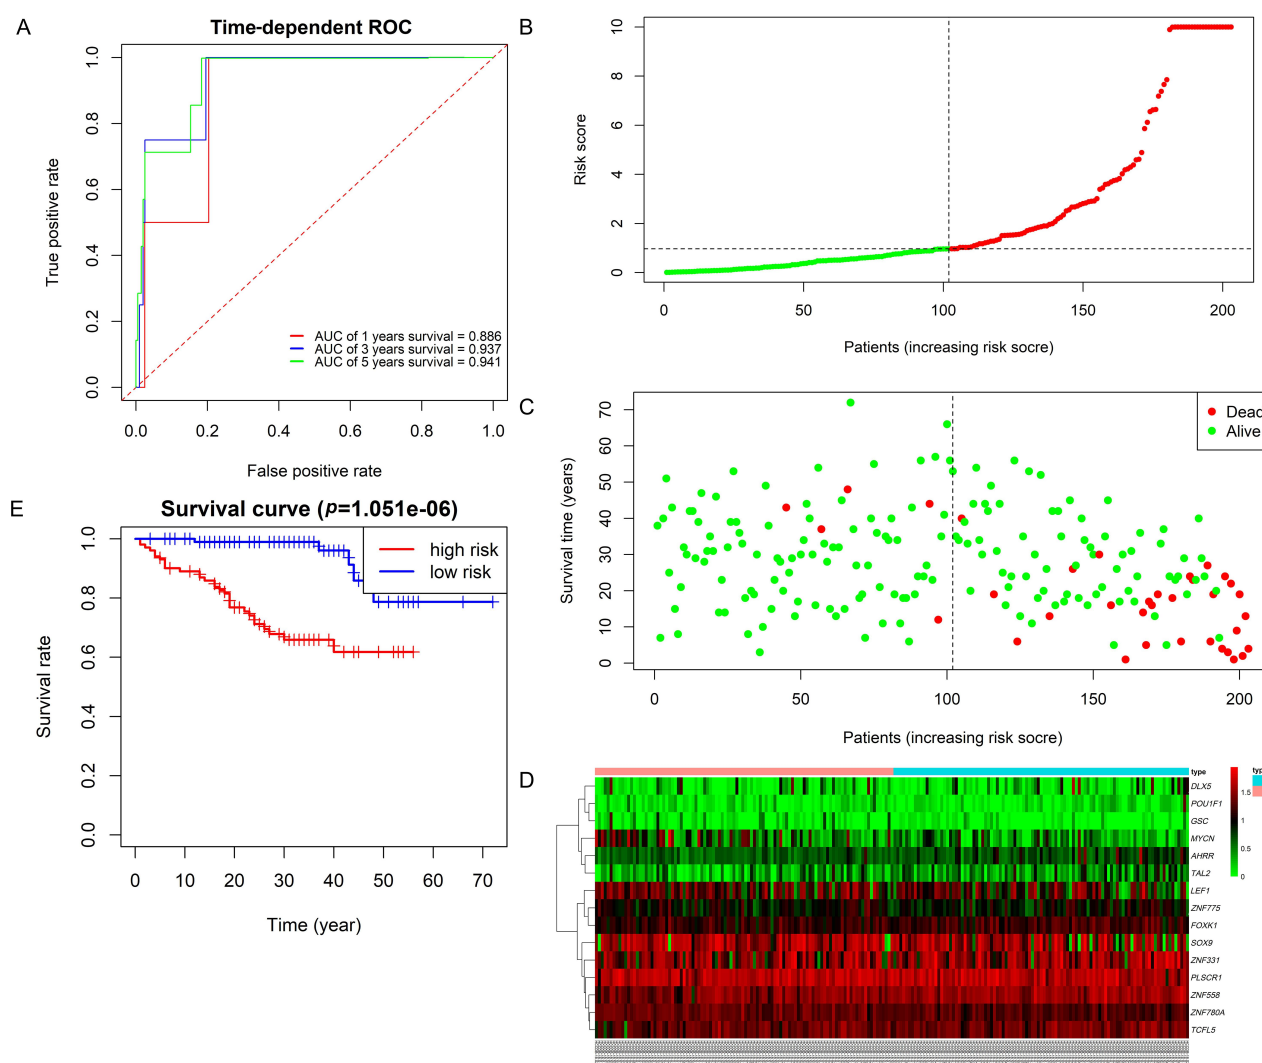 A
Time-dependent ROC
True positive rate
0.0 0.2 0.4 0.6 0.8 1.0
AUC of 1 years survival = 0.886
AUC of 3 years survival = 0.937
AUC of 5 years survival = 0.941
0.0 0.2 0.4 0.6 0.8 1.0
False positive rate
B
Risk score
0 2 4 6 8 10
0 50 100 150 200
Patients (increasing risk socre)
C
Survival time (years)
0 10 20 30 40 50 60 70
Dead
Alive
0 50 100 150 200
Patients (increasing risk socre)
E
Survival curve (p=1.051e-06)
high risk
low risk
Survival rate
0.0 0.2 0.4 0.6 0.8 1.0
0 10 20 30 40 50 60 70
Time (year)
D
type
DLX5
POU1F1
GSC
MYCN
AHRR
TAL2
LEF1
ZNF775
FOXK1
SOX9
ZNF331
PLSCR1
ZNF558
ZNF780A
TCFL5
1.5
1
0.5
0
typ